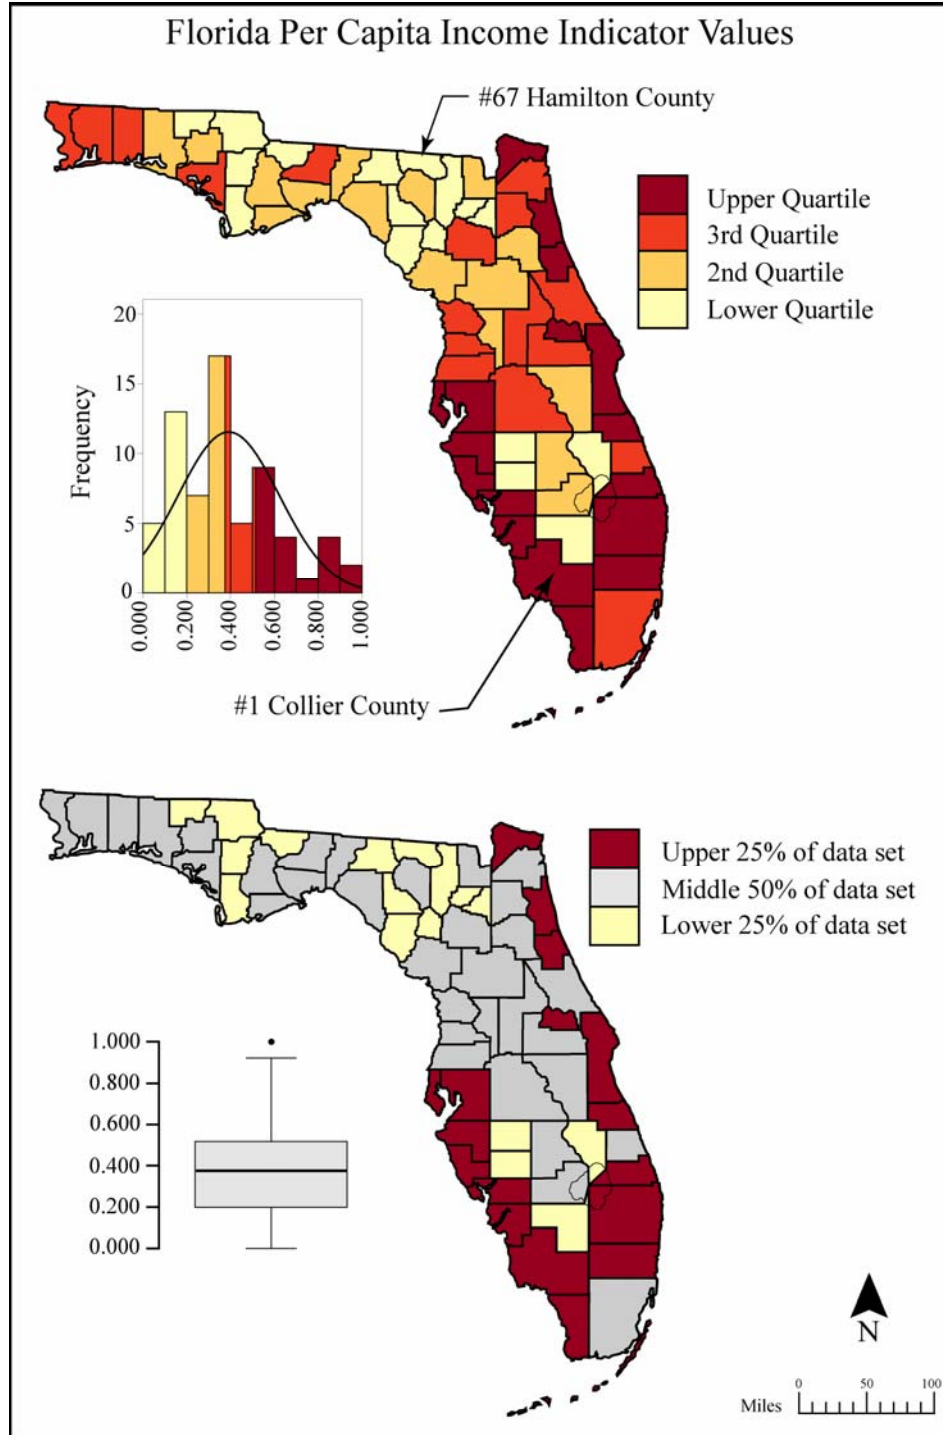 Florida Per Capita Income Indicator Values
#67 Hamilton County
Upper Quartile
3rd Quartile
2nd Quartile
Lower Quartile
Frequency
20
15
10
5
0
0.000
0.200
0.400
0.600
0.800
1.000
#1 Collier County
Upper 25% of data set
Middle 50% of data set
Lower 25% of data set
1.000
0.800
0.600
0.400
0.200
0.000
N
Miles
0 50 100